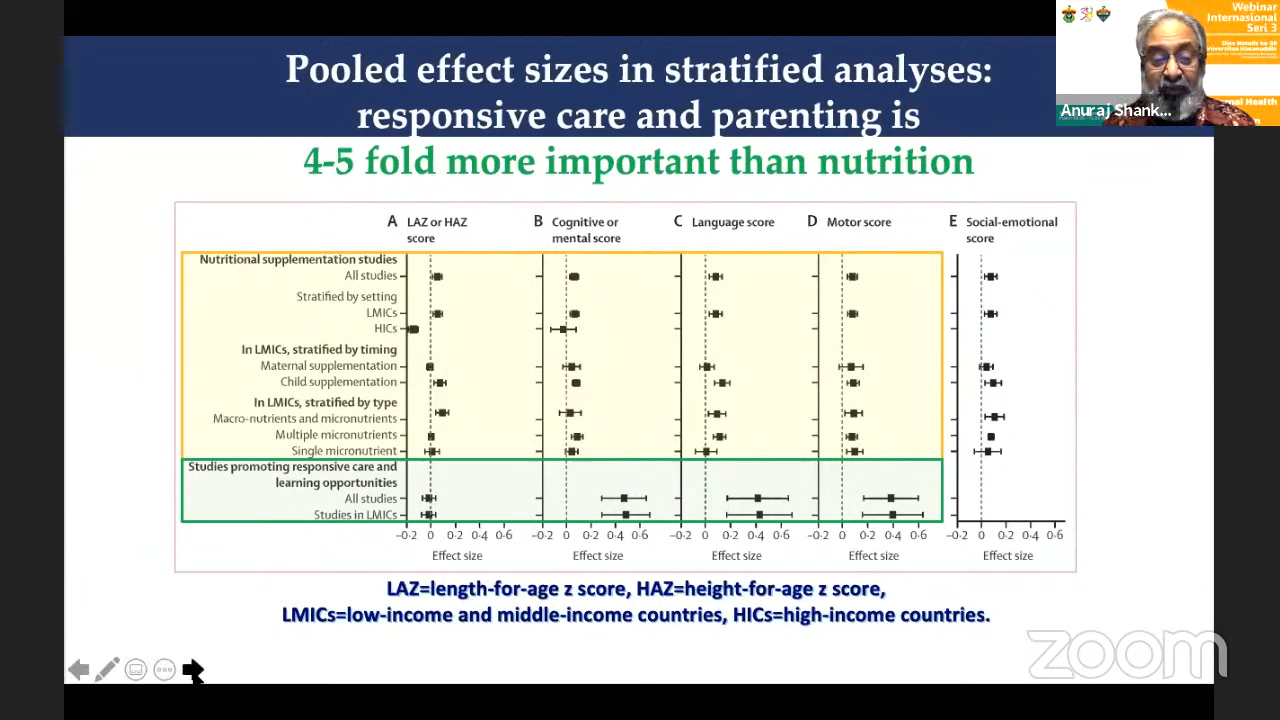 Pooled effect sizes in stratified analyses:
responsive care and parenting is
4-5 fold more important than nutrition
Webinar
Internasional
Seri 3
Anuraj Shank...
A LAZ or HAZ score
B Cognitive or mental score
C Language score
D Motor score
E Social-emotional score
Nutritional supplementation studies
All studies
Stratified by setting
LMICs
HICs
In LMICs, stratified by timing
Maternal supplementation
Child supplementation
In LMICs, stratified by type
Macro-nutrients and micronutrients
Multiple micronutrients
Single micronutrient
Studies promoting responsive care and
learning opportunities
All studies
Studies in LMICs
-0·2 0 0·2 0·4 0·6 -0·2 0 0·2 0·4 0·6 -0·2 0 0·2 0·4 0·6 -0·2 0 0·2 0·4 0·6 -0·2 0 0·2 0·4 0·6
Effect size Effect size Effect size Effect size Effect size
LAZ=length-for-age z score, HAZ=height-for-age z score,
LMICs=low-income and middle-income countries, HICs=high-income countries.
zoom